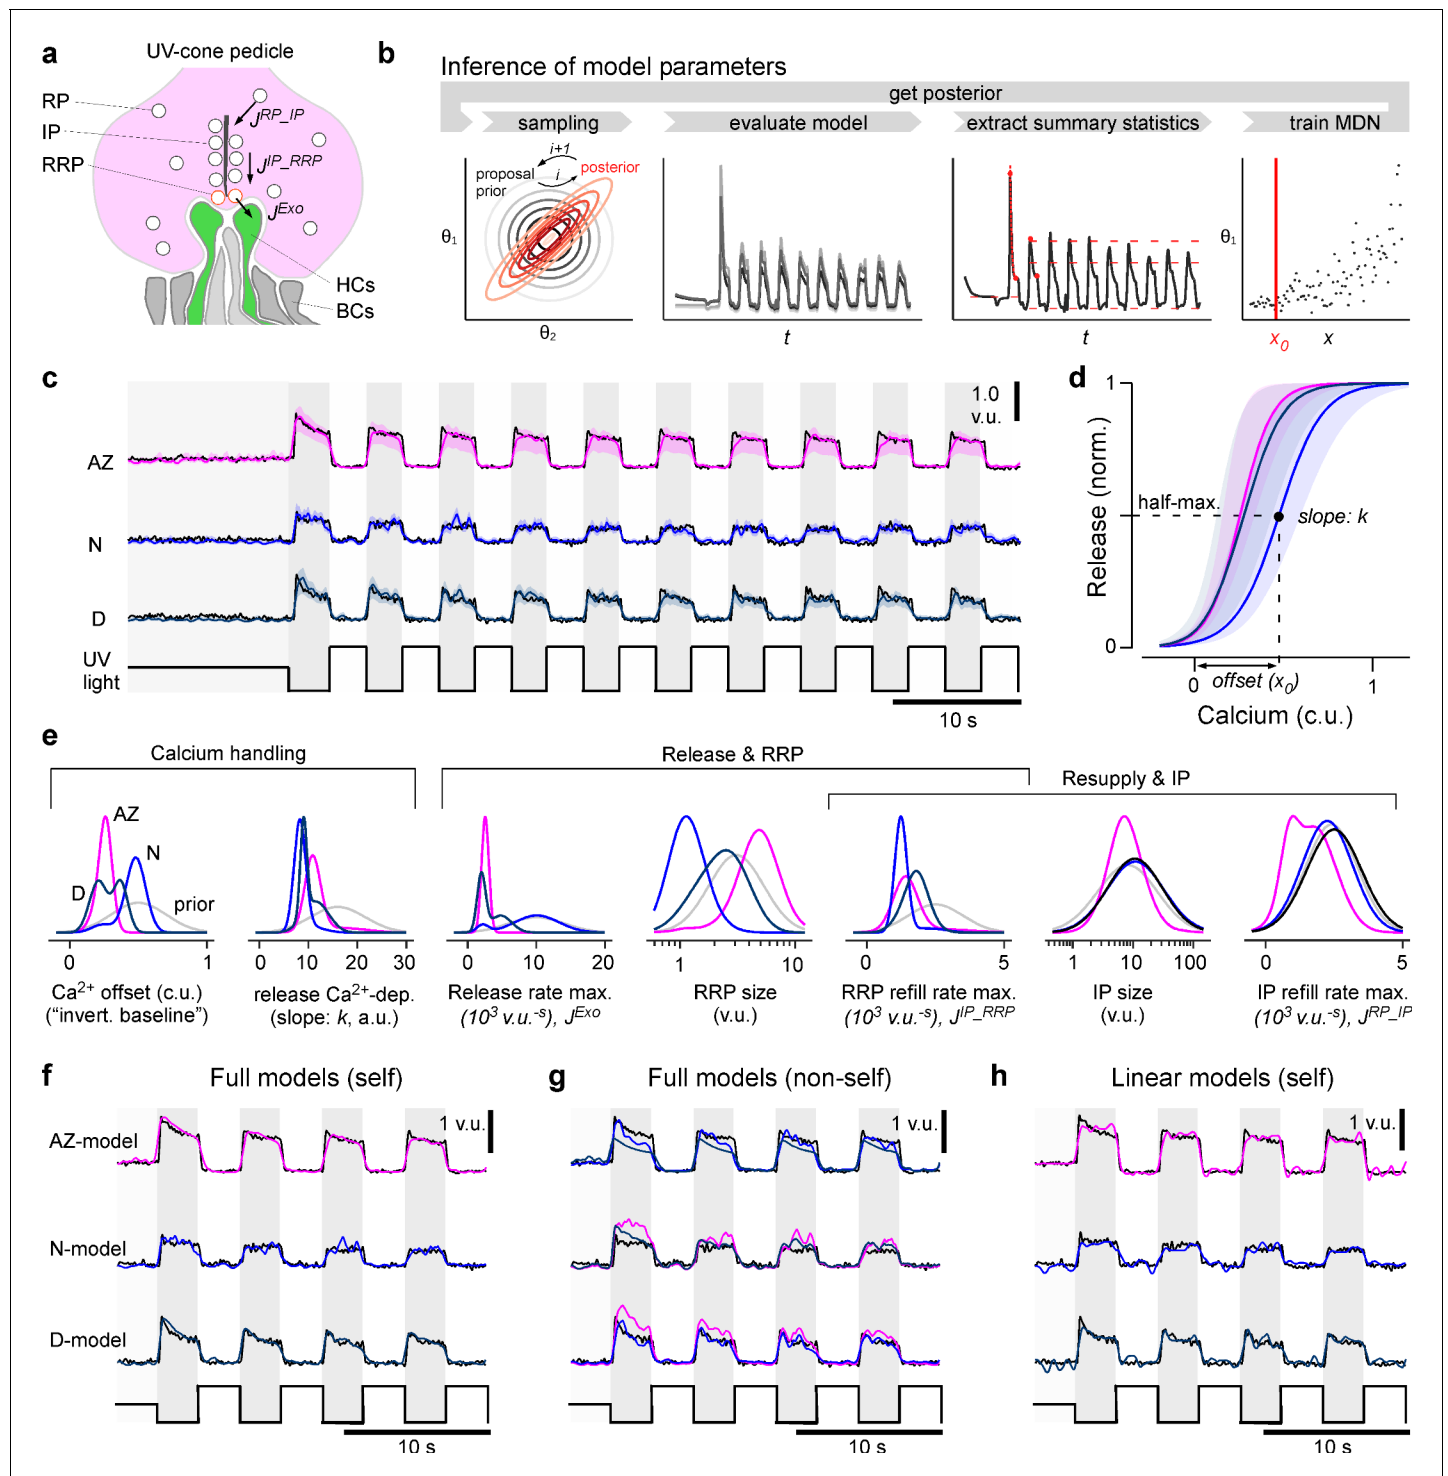 a
UV-cone pedicle
RP
IP
RRP
J^RP_IP
J^IP_RRP
J^Exo
HCs
BCs
b
Inference of model parameters
get posterior
sampling
evaluate model
extract summary statistics
train MDN
i+1
i
proposal
prior
posterior
θ1
θ2
t
t
θ1
x0
x
c
1.0
v.u.
AZ
N
D
UV
light
10 s
d
Release (norm.)
1
half-max.
slope: k
0
0
offset (x0)
1
Calcium (c.u.)
e
Calcium handling
Release & RRP
Resupply & IP
AZ
N
D
prior
0 1
Ca2+ offset (c.u.)
("invert. baseline")
0 10 20 30
release Ca2+-dep.
(slope: k, a.u.)
0 10 20
Release rate max.
(10^3 v.u.^-s), J^Exo
1 10
RRP size
(v.u.)
0 5
RRP refill rate max.
(10^3 v.u.^-s), J^IP_RRP
1 10 100
IP size
(v.u.)
0 5
IP refill rate max.
(10^3 v.u.^-s), J^RP_IP
f
Full models (self)
AZ-model
1 v.u.
N-model
D-model
10 s
g
Full models (non-self)
1 v.u.
10 s
h
Linear models (self)
1 v.u.
10 s